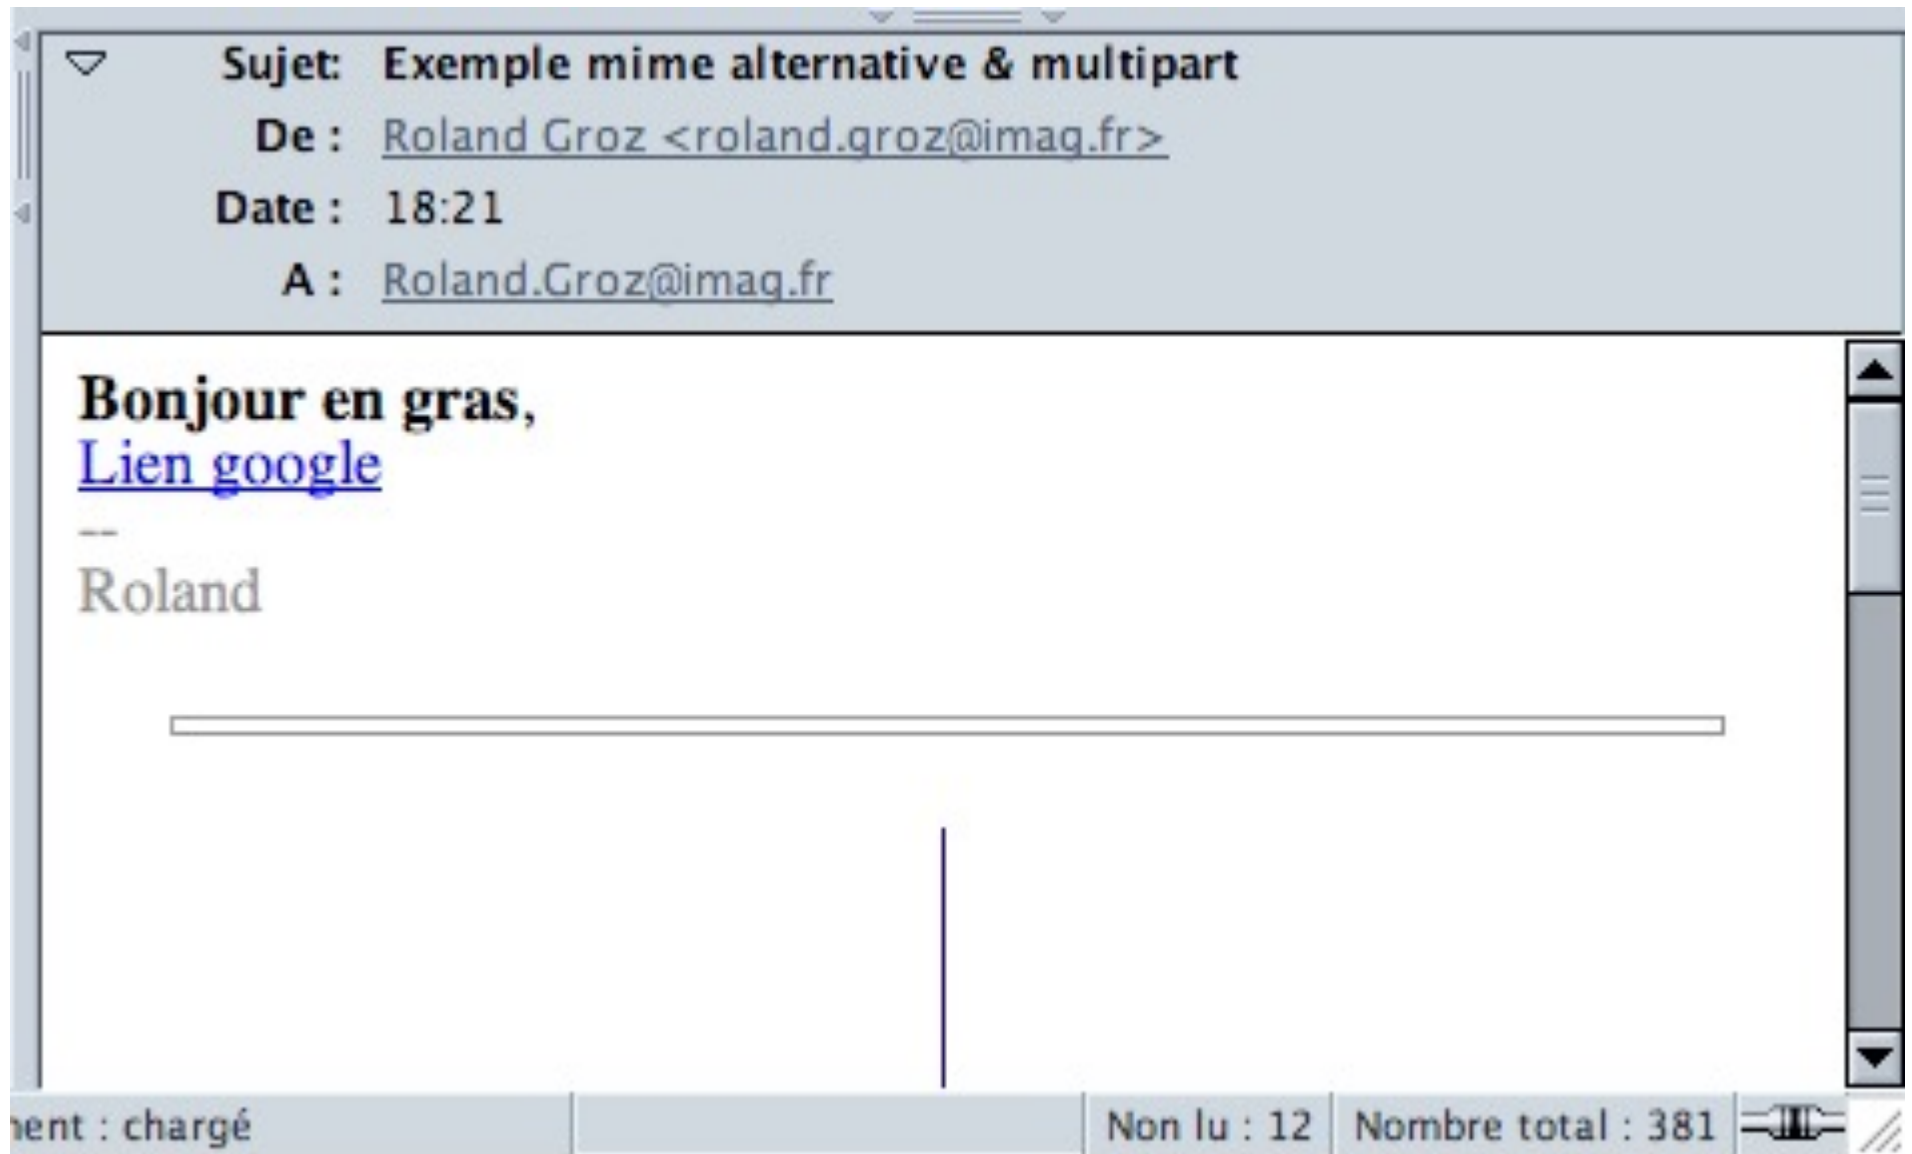 Sujet: Exemple mime alternative & multipart
De : Roland Groz <roland.groz@imag.fr>
Date : 18:21
A : Roland.Groz@imag.fr
Bonjour en gras,
Lien google
--
Roland
ent : chargé Non lu : 12 Nombre total : 381